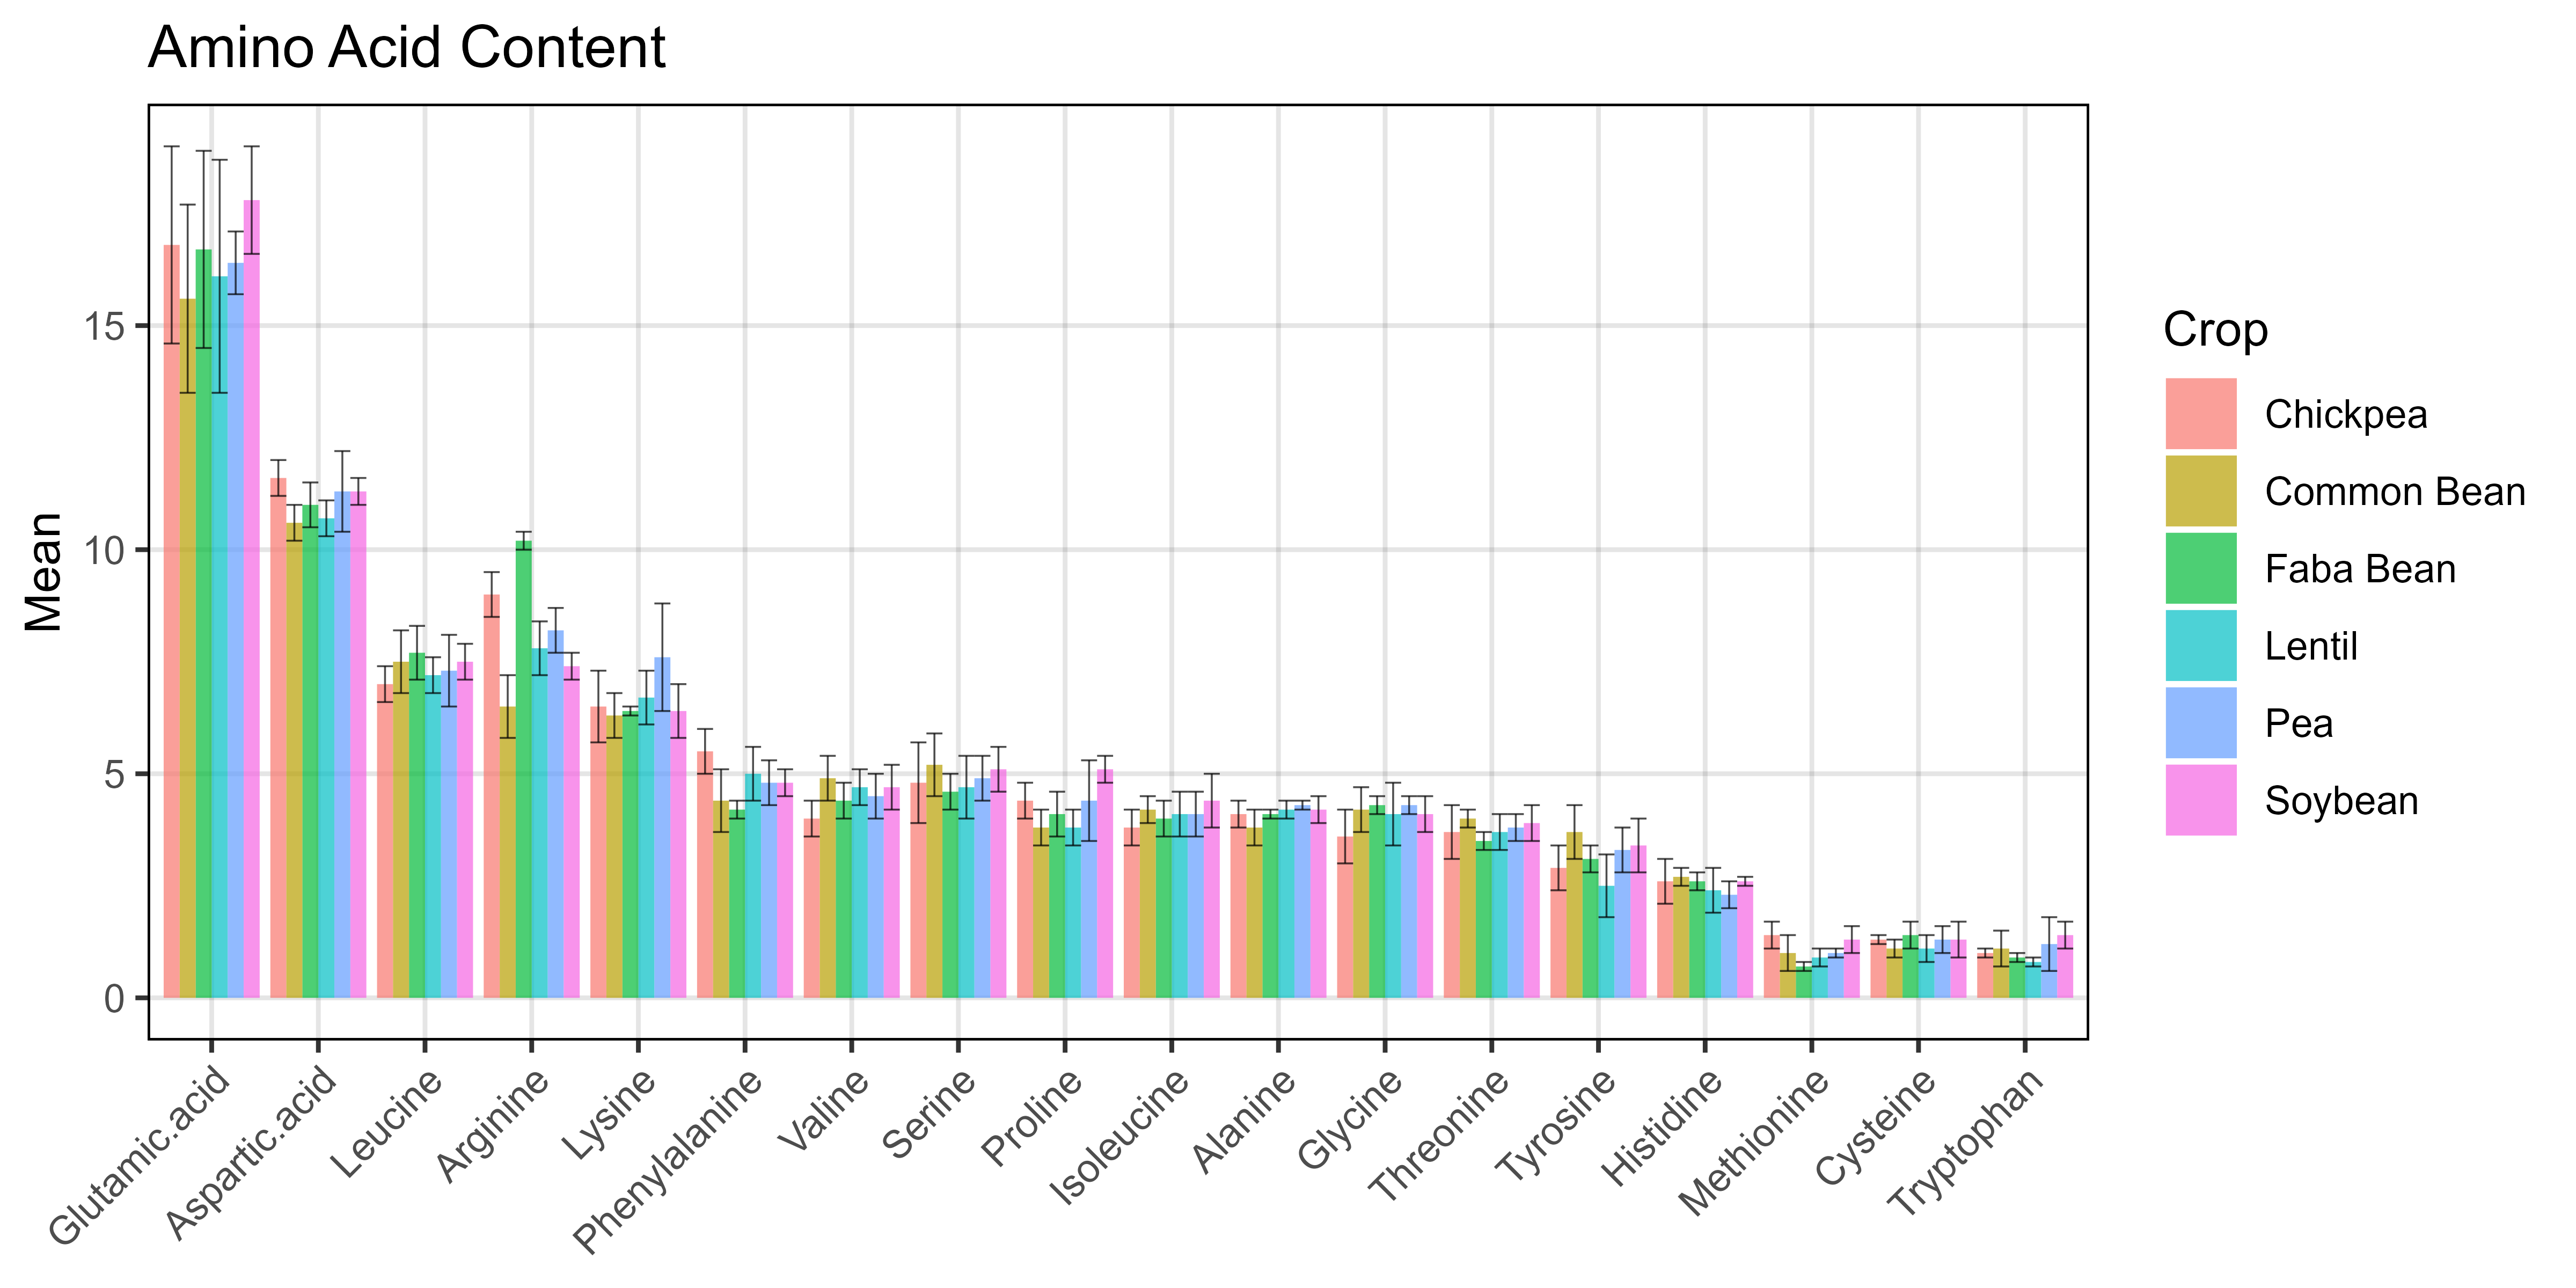 Amino Acid Content
Mean
15
10
5
0
Glutamic.acid
Aspartic.acid
Leucine
Arginine
Lysine
Phenylalanine
Valine
Serine
Proline
Isoleucine
Alanine
Glycine
Threonine
Tyrosine
Histidine
Methionine
Cysteine
Tryptophan
Crop
Chickpea
Common Bean
Faba Bean
Lentil
Pea
Soybean